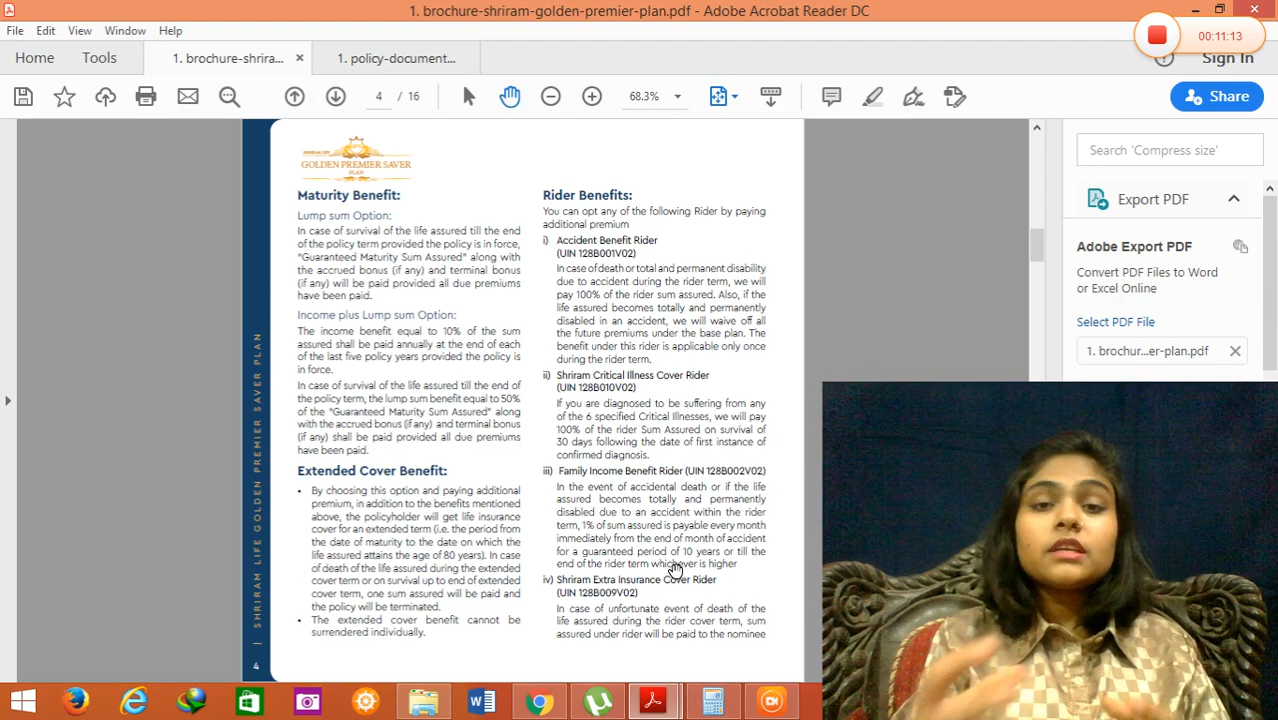 1. brochure-shriram-golden-premier-plan.pdf - Adobe Acrobat Reader DC
00:11:13
File Edit View Window Help
Home Tools 1. brochure-shrira... × 1. policy-document... Sign In
4 / 16 68.3% Share
SHRIRAM LIFE
GOLDEN PREMIER SAVER
PLAN
Maturity Benefit:
Lump sum Option:
In case of survival of the life assured till the end
of the policy term provided the policy is in force,
"Guaranteed Maturity Sum Assured" along with
the accrued bonus (if any) and terminal bonus
(if any) will be paid provided all due premiums
have been paid.
Income plus Lump sum Option:
The income benefit equal to 10% of the sum
assured shall be paid annually at the end of each
of the last five policy years provided the policy is
in force.
In case of survival of the life assured till the end of
the policy term, the lump sum benefit equal to 50%
of the "Guaranteed Maturity Sum Assured" along
with the accrued bonus (if any) and terminal bonus
(if any) shall be paid provided all due premiums
have been paid.
Extended Cover Benefit:
• By choosing this option and paying additional
premium, in addition to the benefits mentioned
above, the policyholder will get life insurance
cover for an extended term (i.e. the period from
the date of maturity to the date on which the
life assured attains the age of 80 years). In case
of death of the life assured during the extended
cover term or on survival up to end of extended
cover term, one sum assured will be paid and
the policy will be terminated.
• The extended cover benefit cannot be
surrendered individually.
Rider Benefits:
You can opt any of the following Rider by paying
additional premium
i) Accident Benefit Rider
(UIN 128B001V02)
In case of death or total and permanent disability
due to accident during the rider term, we will
pay 100% of the rider sum assured. Also, if the
life assured becomes totally and permanently
disabled in an accident, we will waive off all
the future premiums under the base plan. The
benefit under this rider is applicable only once
during the rider term.
ii) Shriram Critical Illness Cover Rider
(UIN 128B010V02)
If you are diagnosed to be suffering from any
of the 6 specified Critical Illnesses, we will pay
100% of the rider Sum Assured on survival of
30 days following the date of first instance of
confirmed diagnosis.
iii) Family Income Benefit Rider (UIN 128B002V02)
In the event of accidental death or if the life
assured becomes totally and permanently
disabled due to an accident within the rider
term, 1% of sum assured is payable every month
immediately from the end of month of accident
for a guaranteed period of 10 years or till the
end of the rider term whichever is higher
iv) Shriram Extra Insurance Cover Rider
(UIN 128B009V02)
In case of unfortunate event of death of the
life assured during the rider cover term, sum
assured under rider will be paid to the nominee
| SHRIRAM LIFE GOLDEN PREMIER SAVER PLAN
4
Search 'Compress size'
Export PDF
Adobe Export PDF
Convert PDF Files to Word
or Excel Online
Select PDF File
1. brochur...er-plan.pdf ×